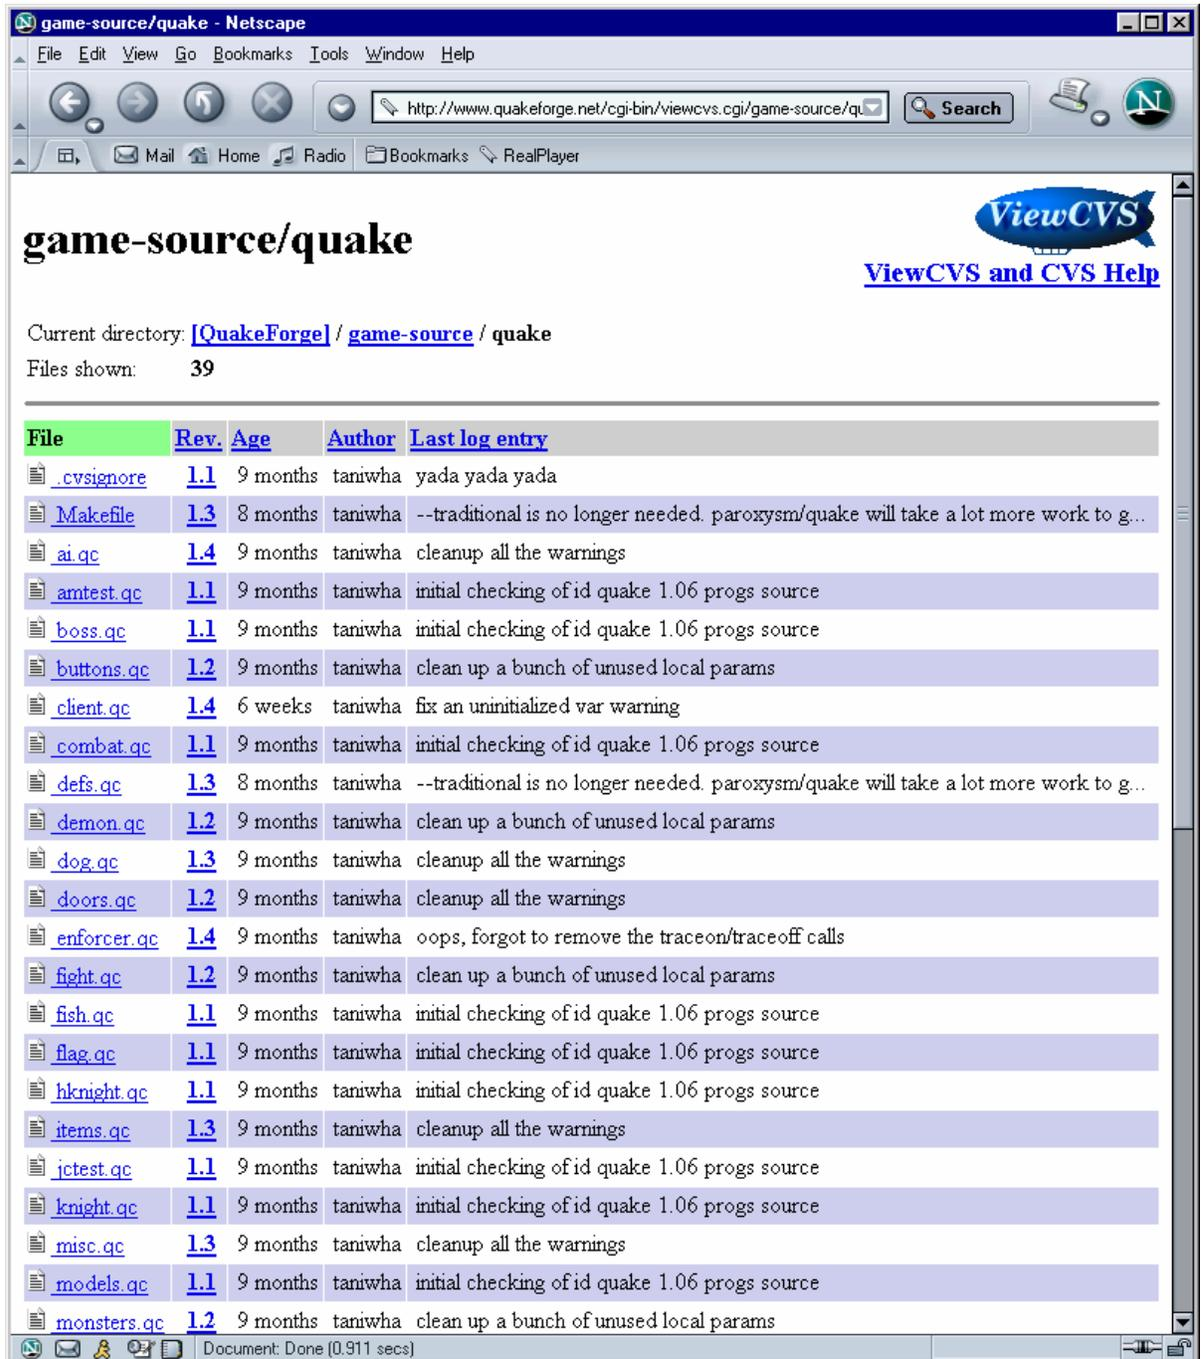 game-source/quake - Netscape
File Edit View Go Bookmarks Tools Window Help
http://www.quakeforge.net/cgi-bin/viewcvs.cgi/game-source/qu Search N
Mail Home Radio Bookmarks RealPlayer
ViewCVS
game-source/quake
ViewCVS and CVS Help
Current directory: [QuakeForge] / game-source / quake
Files shown: 39
File Rev. Age Author Last log entry
.cvsignore 1.1 9 months taniwha yada yada yada
Makefile 1.3 8 months taniwha --traditional is no longer needed. paroxysm/quake will take a lot more work to g...
ai.qc 1.4 9 months taniwha cleanup all the warnings
amtest.qc 1.1 9 months taniwha initial checking of id quake 1.06 progs source
boss.qc 1.1 9 months taniwha initial checking of id quake 1.06 progs source
buttons.qc 1.2 9 months taniwha clean up a bunch of unused local params
client.qc 1.4 6 weeks taniwha fix an uninitialized var warning
combat.qc 1.1 9 months taniwha initial checking of id quake 1.06 progs source
defs.qc 1.3 8 months taniwha --traditional is no longer needed. paroxysm/quake will take a lot more work to g...
demon.qc 1.2 9 months taniwha clean up a bunch of unused local params
dog.qc 1.3 9 months taniwha cleanup all the warnings
doors.qc 1.2 9 months taniwha cleanup all the warnings
enforcer.qc 1.4 9 months taniwha oops, forgot to remove the traceon/traceoff calls
fight.qc 1.2 9 months taniwha clean up a bunch of unused local params
fish.qc 1.1 9 months taniwha initial checking of id quake 1.06 progs source
flag.qc 1.1 9 months taniwha initial checking of id quake 1.06 progs source
hknight.qc 1.1 9 months taniwha initial checking of id quake 1.06 progs source
items.qc 1.3 9 months taniwha cleanup all the warnings
jctest.qc 1.1 9 months taniwha initial checking of id quake 1.06 progs source
knight.qc 1.1 9 months taniwha initial checking of id quake 1.06 progs source
misc.qc 1.3 9 months taniwha cleanup all the warnings
models.qc 1.1 9 months taniwha initial checking of id quake 1.06 progs source
monsters.qc 1.2 9 months taniwha clean up a bunch of unused local params
Document: Done (0.911 secs)